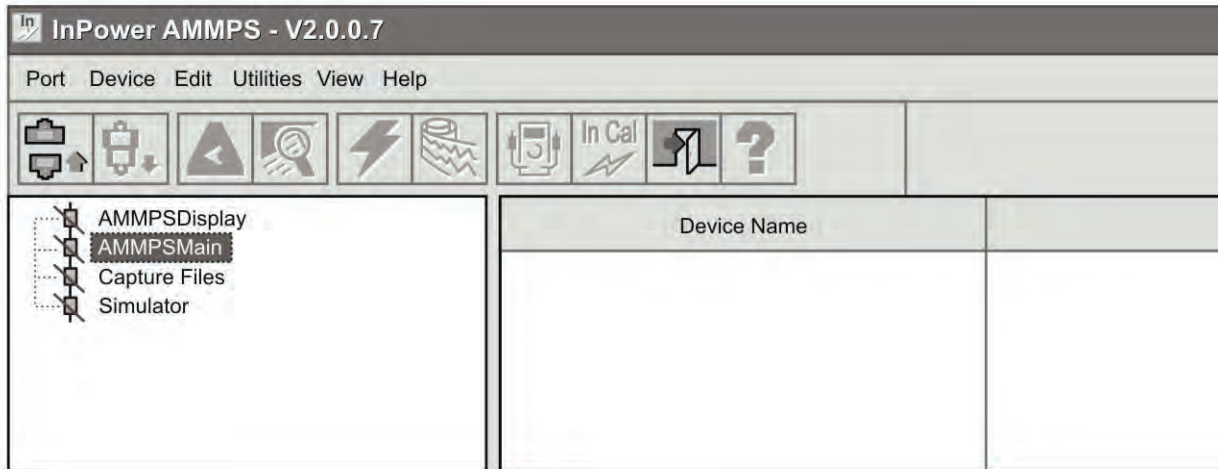 In
InPower AMMPS - V2.0.0.7
Port Device Edit Utilities View Help
In Cal
?
AMMPSDisplay
AMMPSMain
Capture Files
Simulator
Device Name